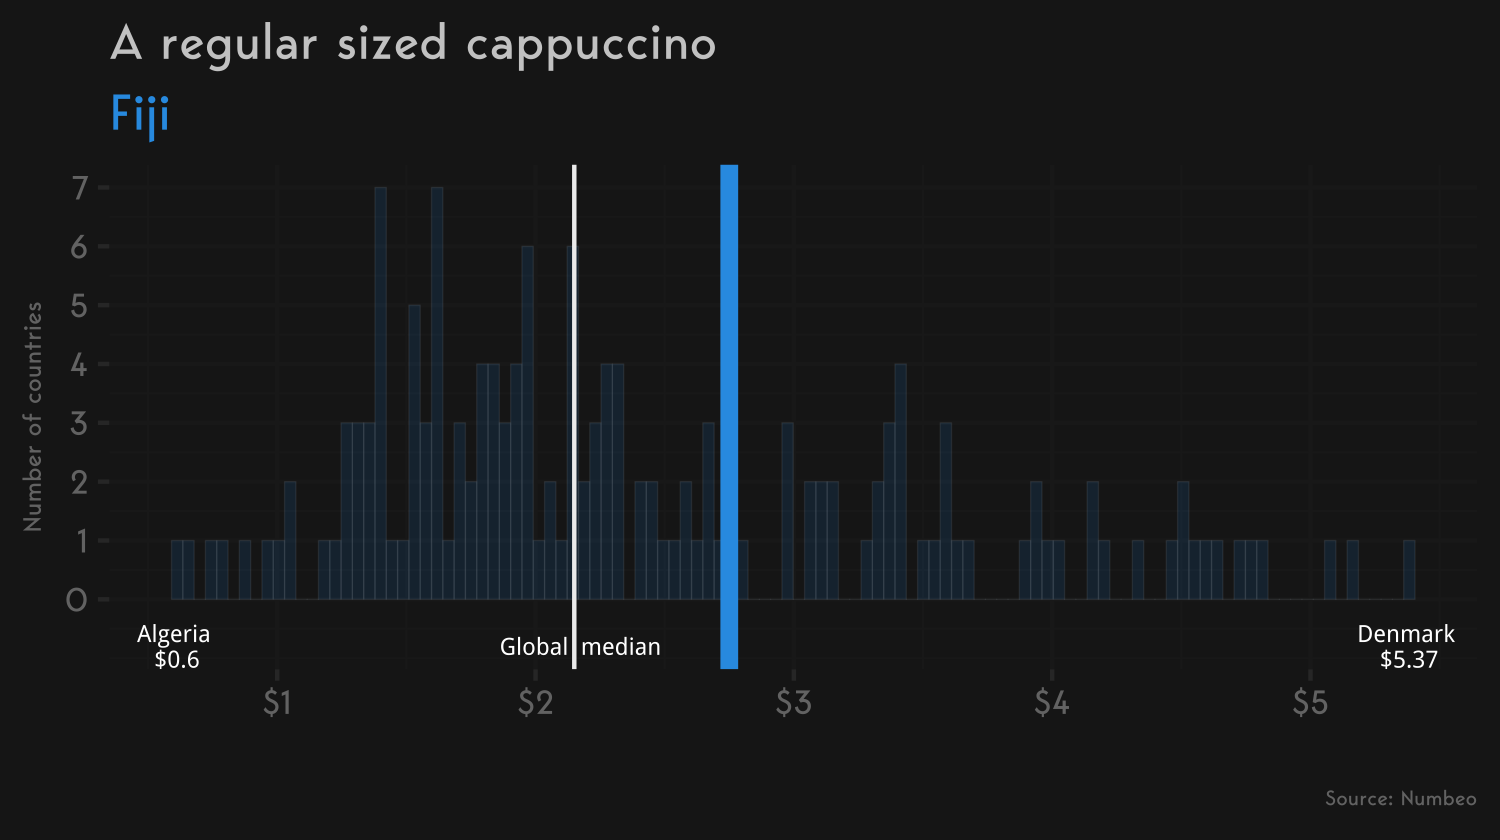 A regular sized cappuccino
Fiji
Number of countries
7
6
5
4
3
2
1
0
Algeria
$0.6
Global median
Denmark
$5.37
$1 $2 $3 $4 $5
Source: Numbeo